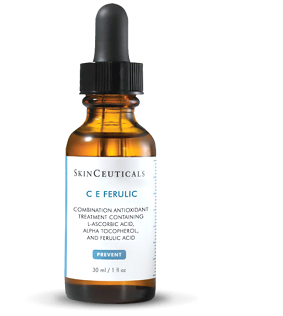 SKINCEUTICALS
C E FERULIC
COMBINATION ANTIOXIDANT
TREATMENT CONTAINING
L-ASCORBIC ACID,
ALPHA TOCOPHEROL,
AND FERULIC ACID
PREVENT
30 ml / 1 fl oz